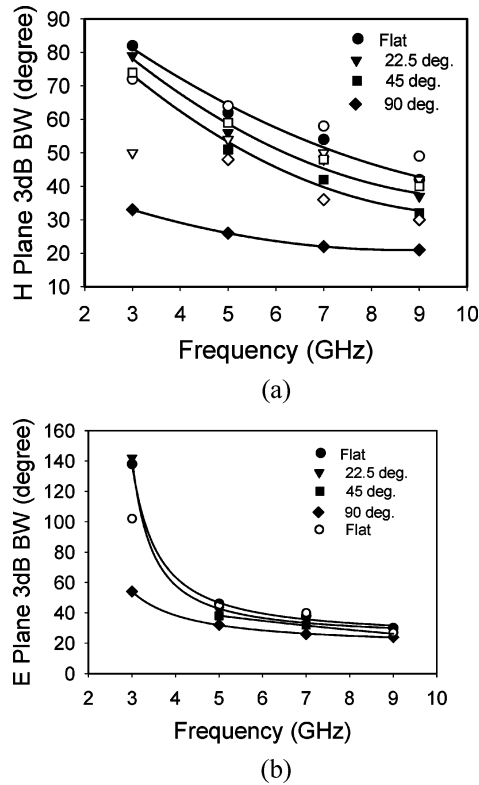 H Plane 3dB BW (degree)
90
80
70
60
50
40
30
20
10
Flat
22.5 deg.
45 deg.
90 deg.
2 3 4 5 6 7 8 9 10
Frequency (GHz)
(a)
E Plane 3dB BW (degree)
160
140
120
100
80
60
40
20
0
Flat
22.5 deg.
45 deg.
90 deg.
Flat
2 3 4 5 6 7 8 9 10
Frequency (GHz)
(b)